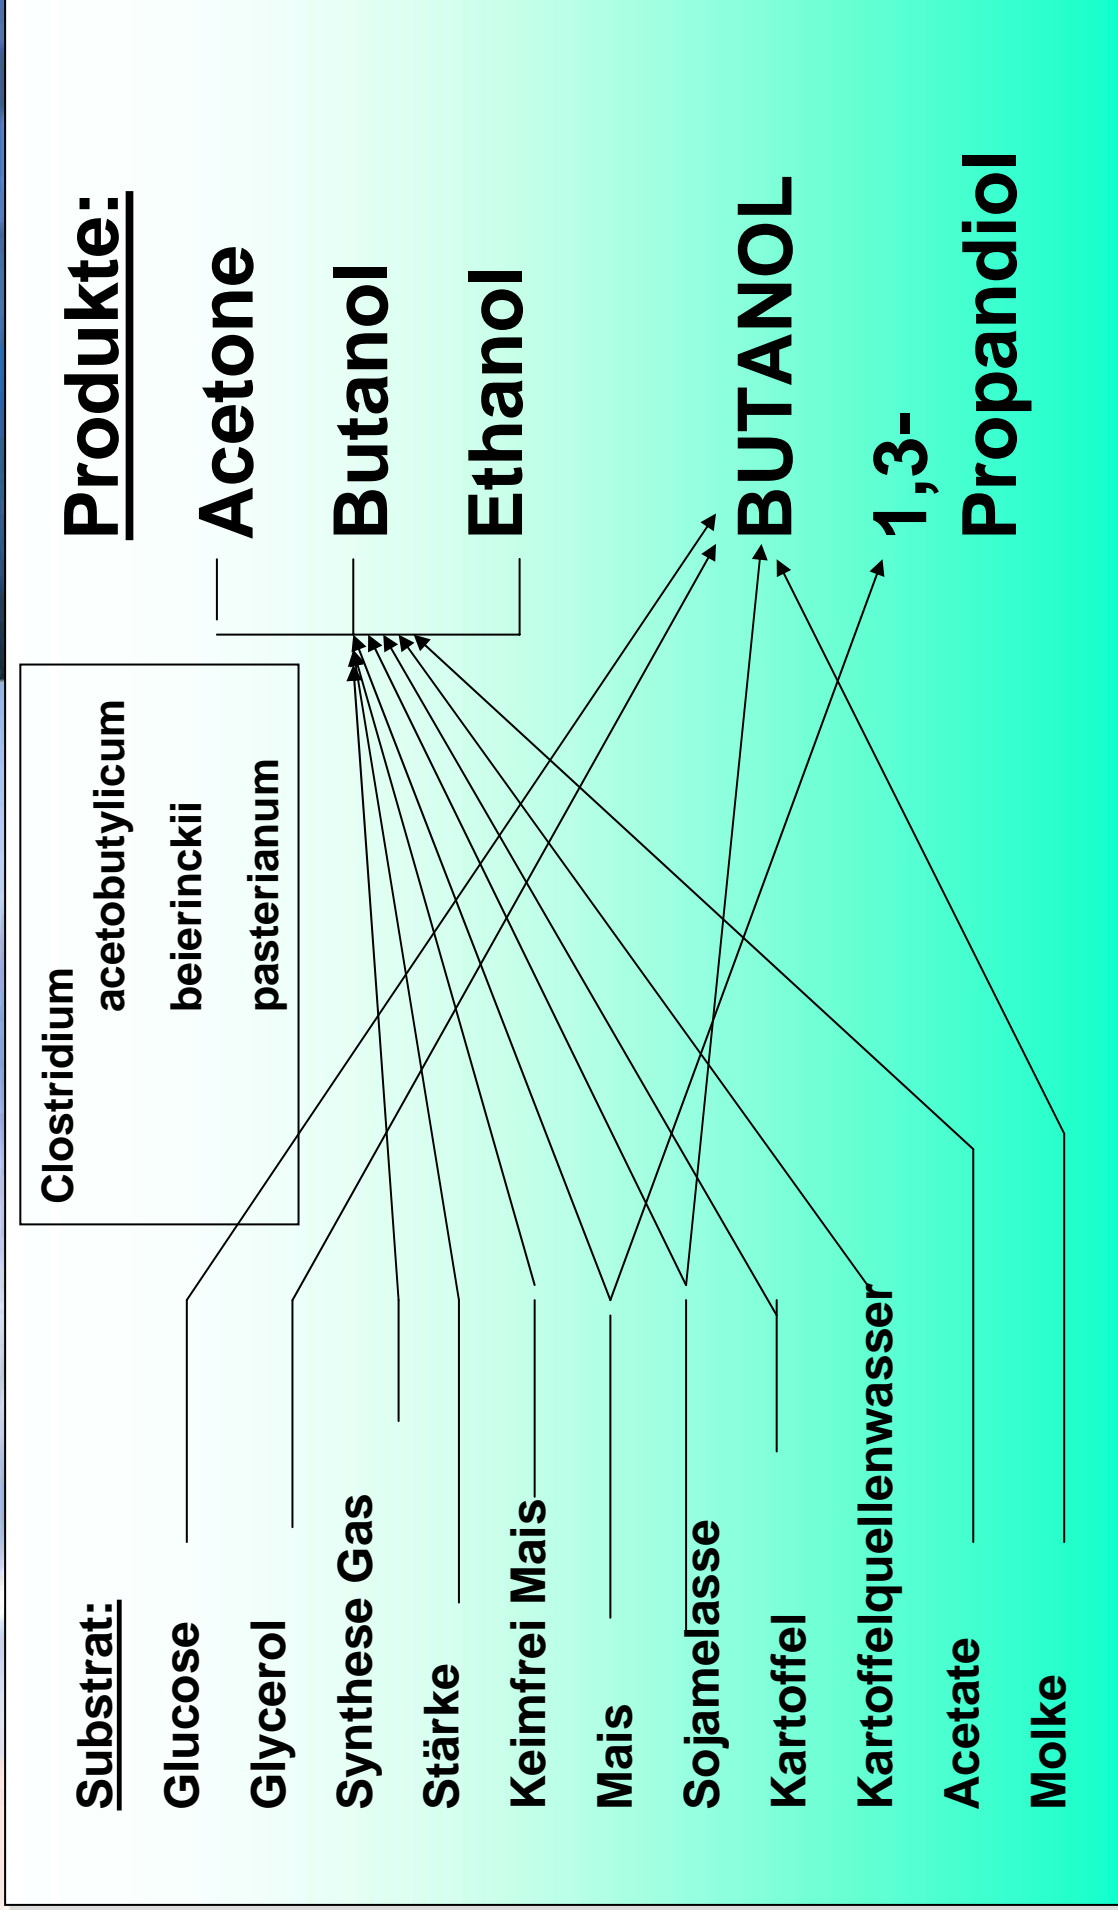 Substrat:
Glucose
Glycerol
Synthese Gas
Stärke
Keimfrei Mais
Mais
Sojamelasse
Kartoffel
Kartoffelquellenwasser
Acetate
Molke
Clostridium
acetobutylicum
beierinckii
pasterianum
Produkte:
Acetone
Butanol
Ethanol
BUTANOL
1,3-
Propandiol